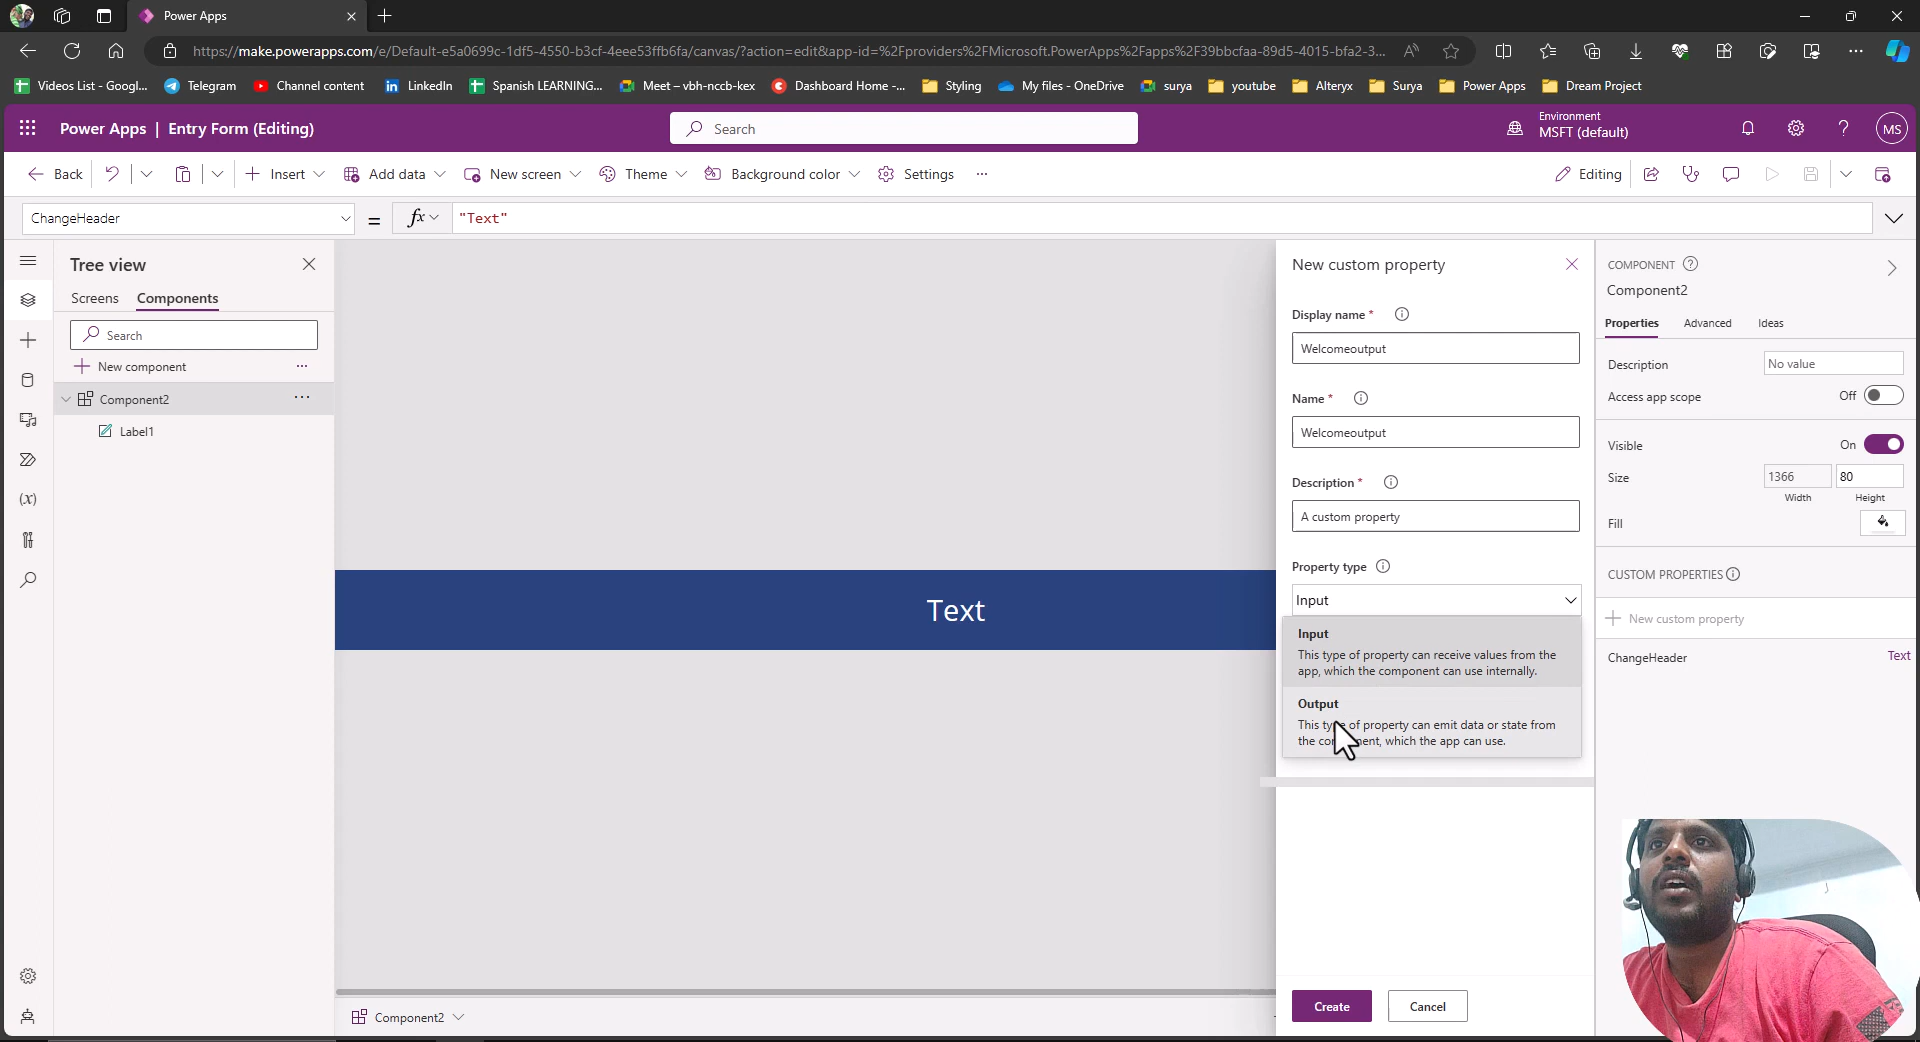 Power Apps
https://make.powerapps.com/e/Default-e5a0699c-1df5-4550-b3cf-4eee53ffb6fa/canvas/?action=edit&app-id=%2Fproviders%2FMicrosoft.PowerApps%2Fapps%2F39bbcfaa-89d5-4015-bfa2-3...
Videos List - Googl... Telegram Channel content LinkedIn Spanish LEARNING... Meet – vbh-nccb-kex Dashboard Home -... Styling My files - OneDrive surya youtube Alteryx Surya Power Apps Dream Project
Power Apps | Entry Form (Editing) Search Environment
MSFT (default)
MS
Back Insert Add data New screen Theme Background color Settings ... Editing
ChangeHeader = fx "Text"
Tree view
Screens Components
Search
New component ...
Component2 ...
Label1
Text
Component2
New custom property
Display name *
Welcomeoutput
Name *
Welcomeoutput
Description *
A custom property
Property type
Input
Input
This type of property can receive values from the
app, which the component can use internally.
Output
This type of property can emit data or state from
the component, which the app can use.
Create Cancel
COMPONENT
Component2
Properties Advanced Ideas
Description No value
Access app scope Off
Visible On
Size 1366 80
Width Height
Fill
CUSTOM PROPERTIES
New custom property
ChangeHeader Text